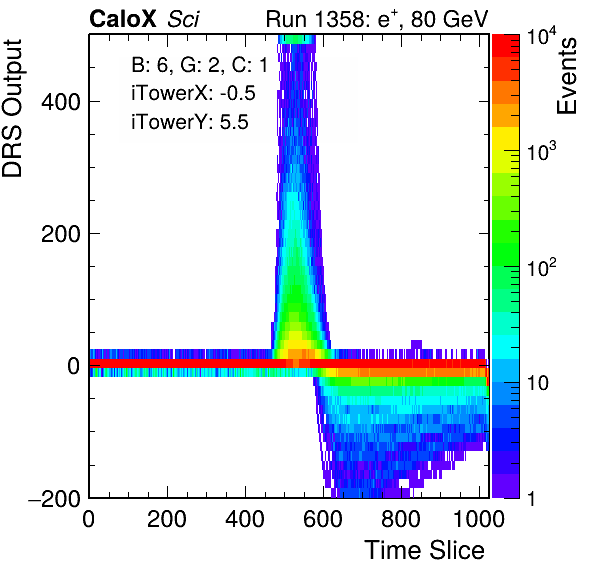 CaloX Sci Run 1358: e⁺, 80 GeV
B: 6, G: 2, C: 1
iTowerX: -0.5
iTowerY: 5.5
DRS Output
400
200
0
−200
0 200 400 600 800 1000
Time Slice
Events
10⁴
10³
10²
10
1